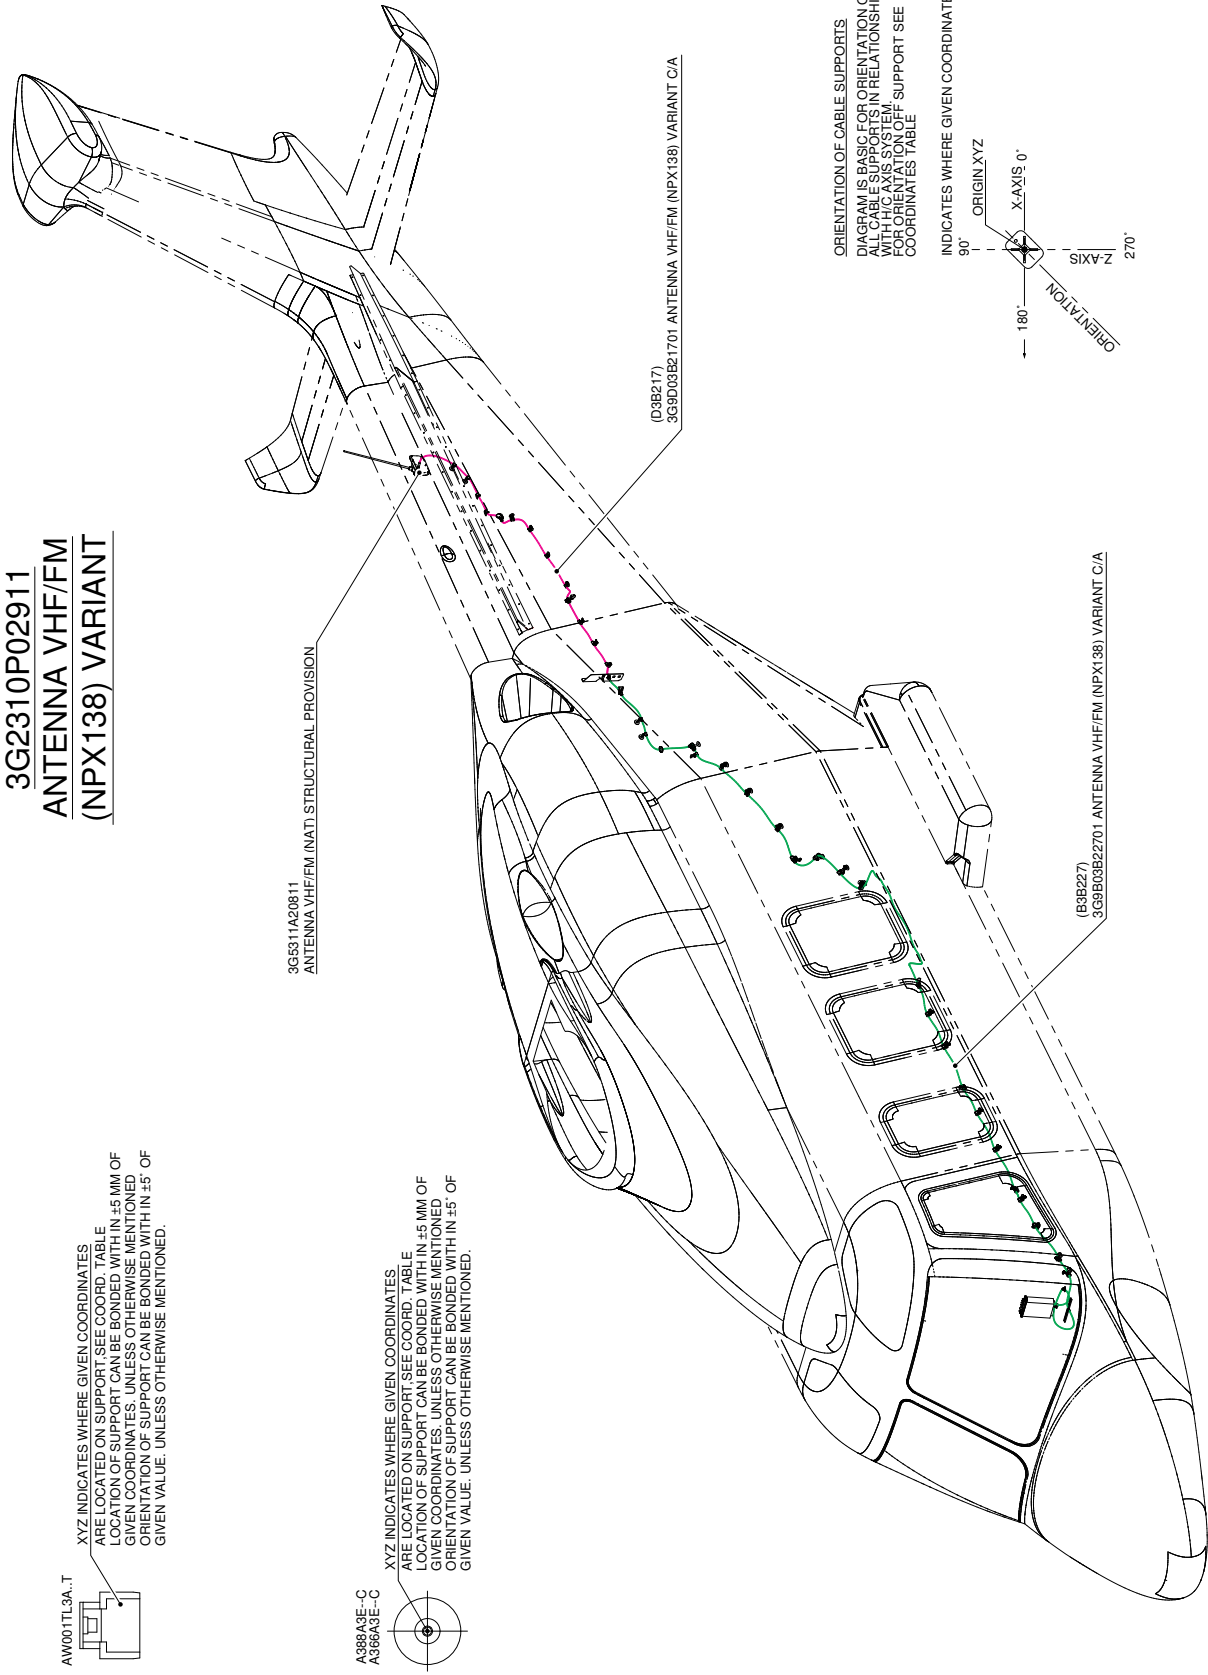 3G2310P02911
ANTENNA VHF/FM
(NPX138) VARIANT
AW001TL3A..T
XYZ INDICATES WHERE GIVEN COORDINATES
ARE LOCATED ON SUPPORT,SEE COORD. TABLE
LOCATION OF SUPPORT CAN BE BONDED WITH IN ±5 MM OF
GIVEN COORDINATES. UNLESS OTHERWISE MENTIONED
ORIENTATION OF SUPPORT CAN BE BONDED WITH IN ±5° OF
GIVEN VALUE. UNLESS OTHERWISE MENTIONED.
A388A3E--C
A366A3E--C
XYZ INDICATES WHERE GIVEN COORDINATES
ARE LOCATED ON SUPPORT,SEE COORD. TABLE
LOCATION OF SUPPORT CAN BE BONDED WITH IN ±5 MM OF
GIVEN COORDINATES. UNLESS OTHERWISE MENTIONED
ORIENTATION OF SUPPORT CAN BE BONDED WITH IN ±5° OF
GIVEN VALUE. UNLESS OTHERWISE MENTIONED.
3G5311A20811
ANTENNA VHF/FM (NAT) STRUCTURAL PROVISION
(D3B217)
3G9D03B21701 ANTENNA VHF/FM (NPX138) VARIANT C/A
(B3B227)
3G9B03B22701 ANTENNA VHF/FM (NPX138) VARIANT C/A
ORIENTATION OF CABLE SUPPORTS
DIAGRAM IS BASIC FOR ORIENTATION O
ALL CABLE SUPPORTS IN RELATIONSHI
WITH H/C AXIS SYSTEM.
FOR ORIENTATION OFF SUPPORT SEE
COORDINATES TABLE
INDICATES WHERE GIVEN COORDINATE
90°
ORIGIN XYZ
X-AXIS 0°
180°
Z-AXIS
270°
ORIENTATION